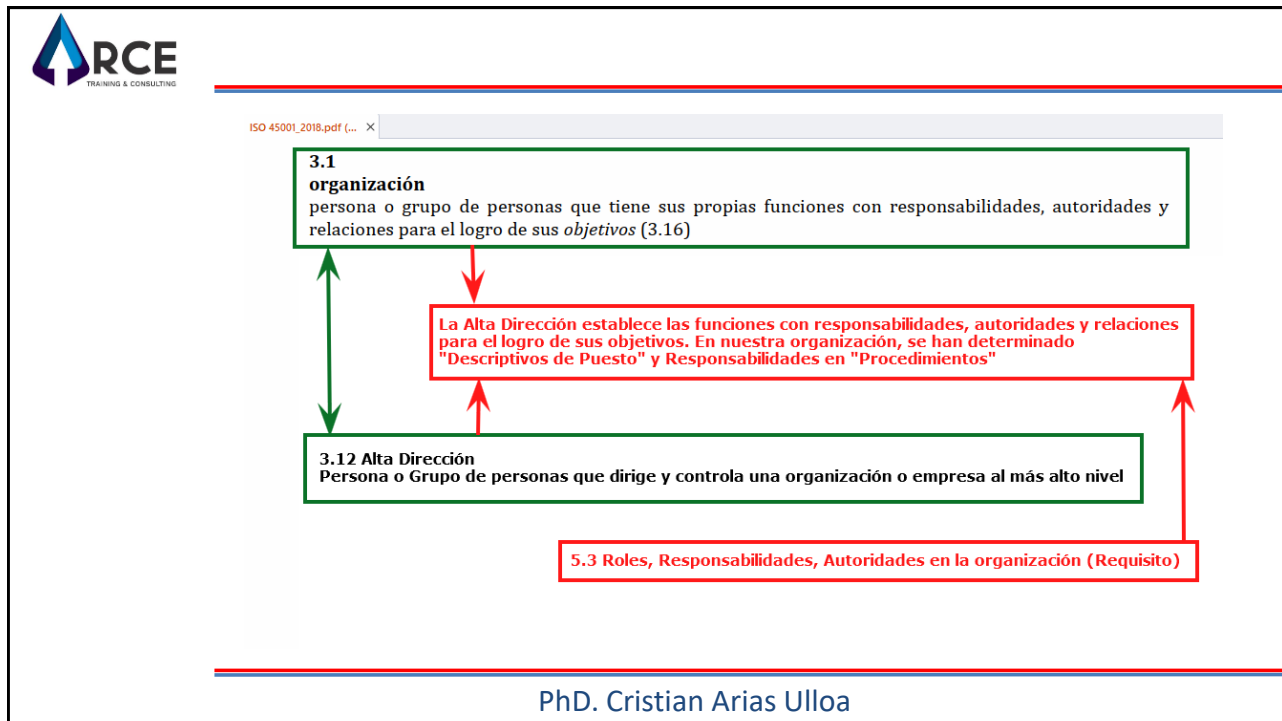 ARCE
TRAINING & CONSULTING
ISO 45001_2018.pdf (... ×
3.1
organización
persona o grupo de personas que tiene sus propias funciones con responsabilidades, autoridades y
relaciones para el logro de sus objetivos (3.16)
La Alta Dirección establece las funciones con responsabilidades, autoridades y relaciones
para el logro de sus objetivos. En nuestra organización, se han determinado
"Descriptivos de Puesto" y Responsabilidades en "Procedimientos"
3.12 Alta Dirección
Persona o Grupo de personas que dirige y controla una organización o empresa al más alto nivel
5.3 Roles, Responsabilidades, Autoridades en la organización (Requisito)
PhD. Cristian Arias Ulloa